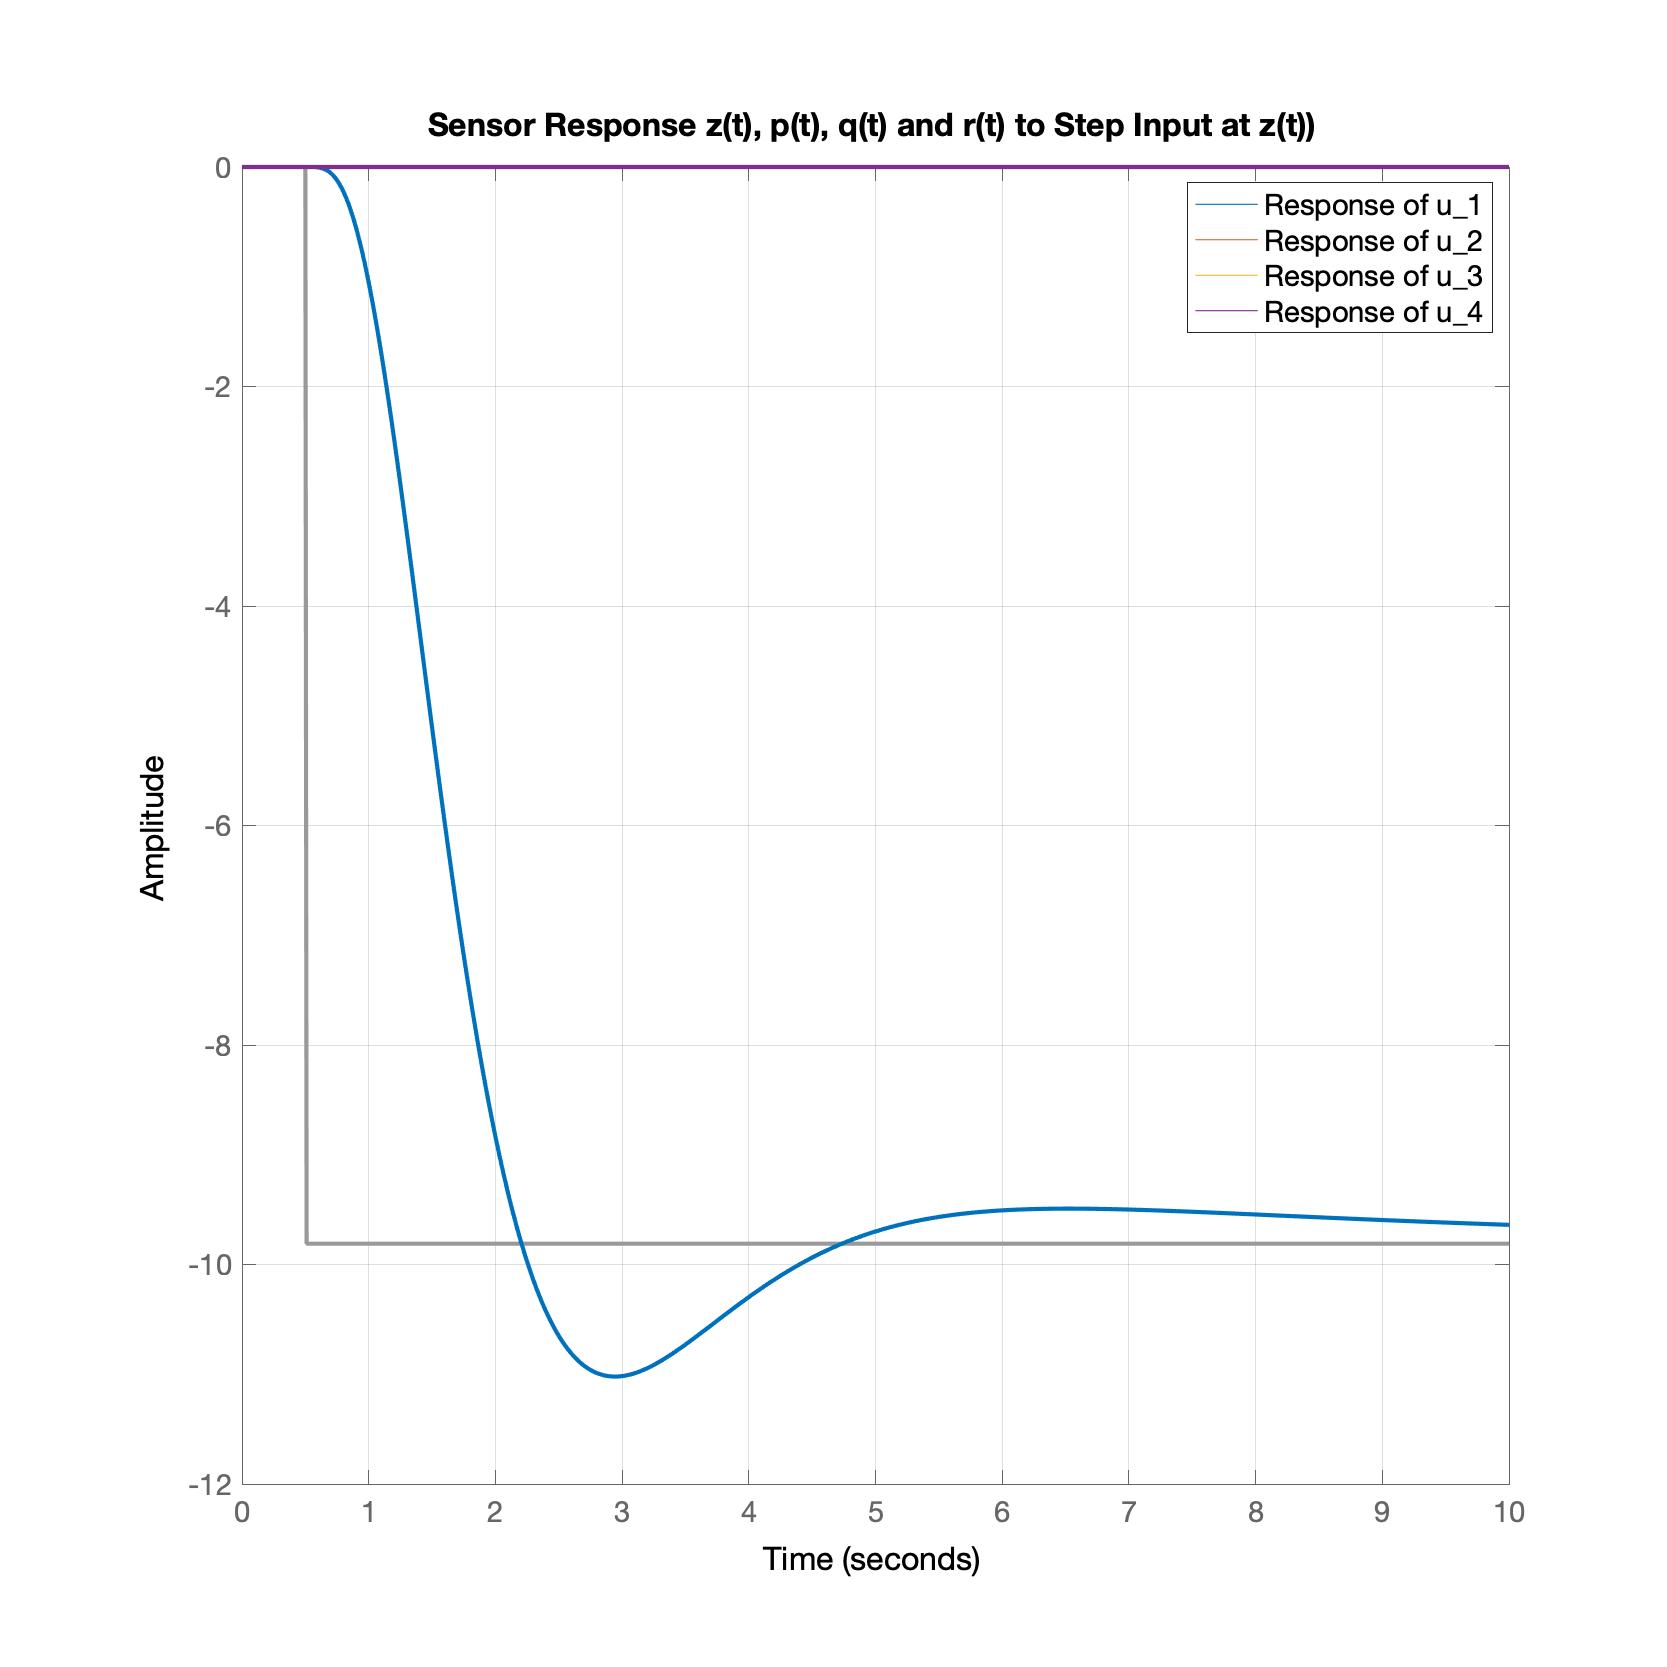 Sensor Response z(t), p(t), q(t) and r(t) to Step Input at z(t))
0
Response of u_1
Response of u_2
Response of u_3
Response of u_4
-2
-4
-6
-8
-10
-12
Amplitude
0 1 2 3 4 5 6 7 8 9 10
Time (seconds)